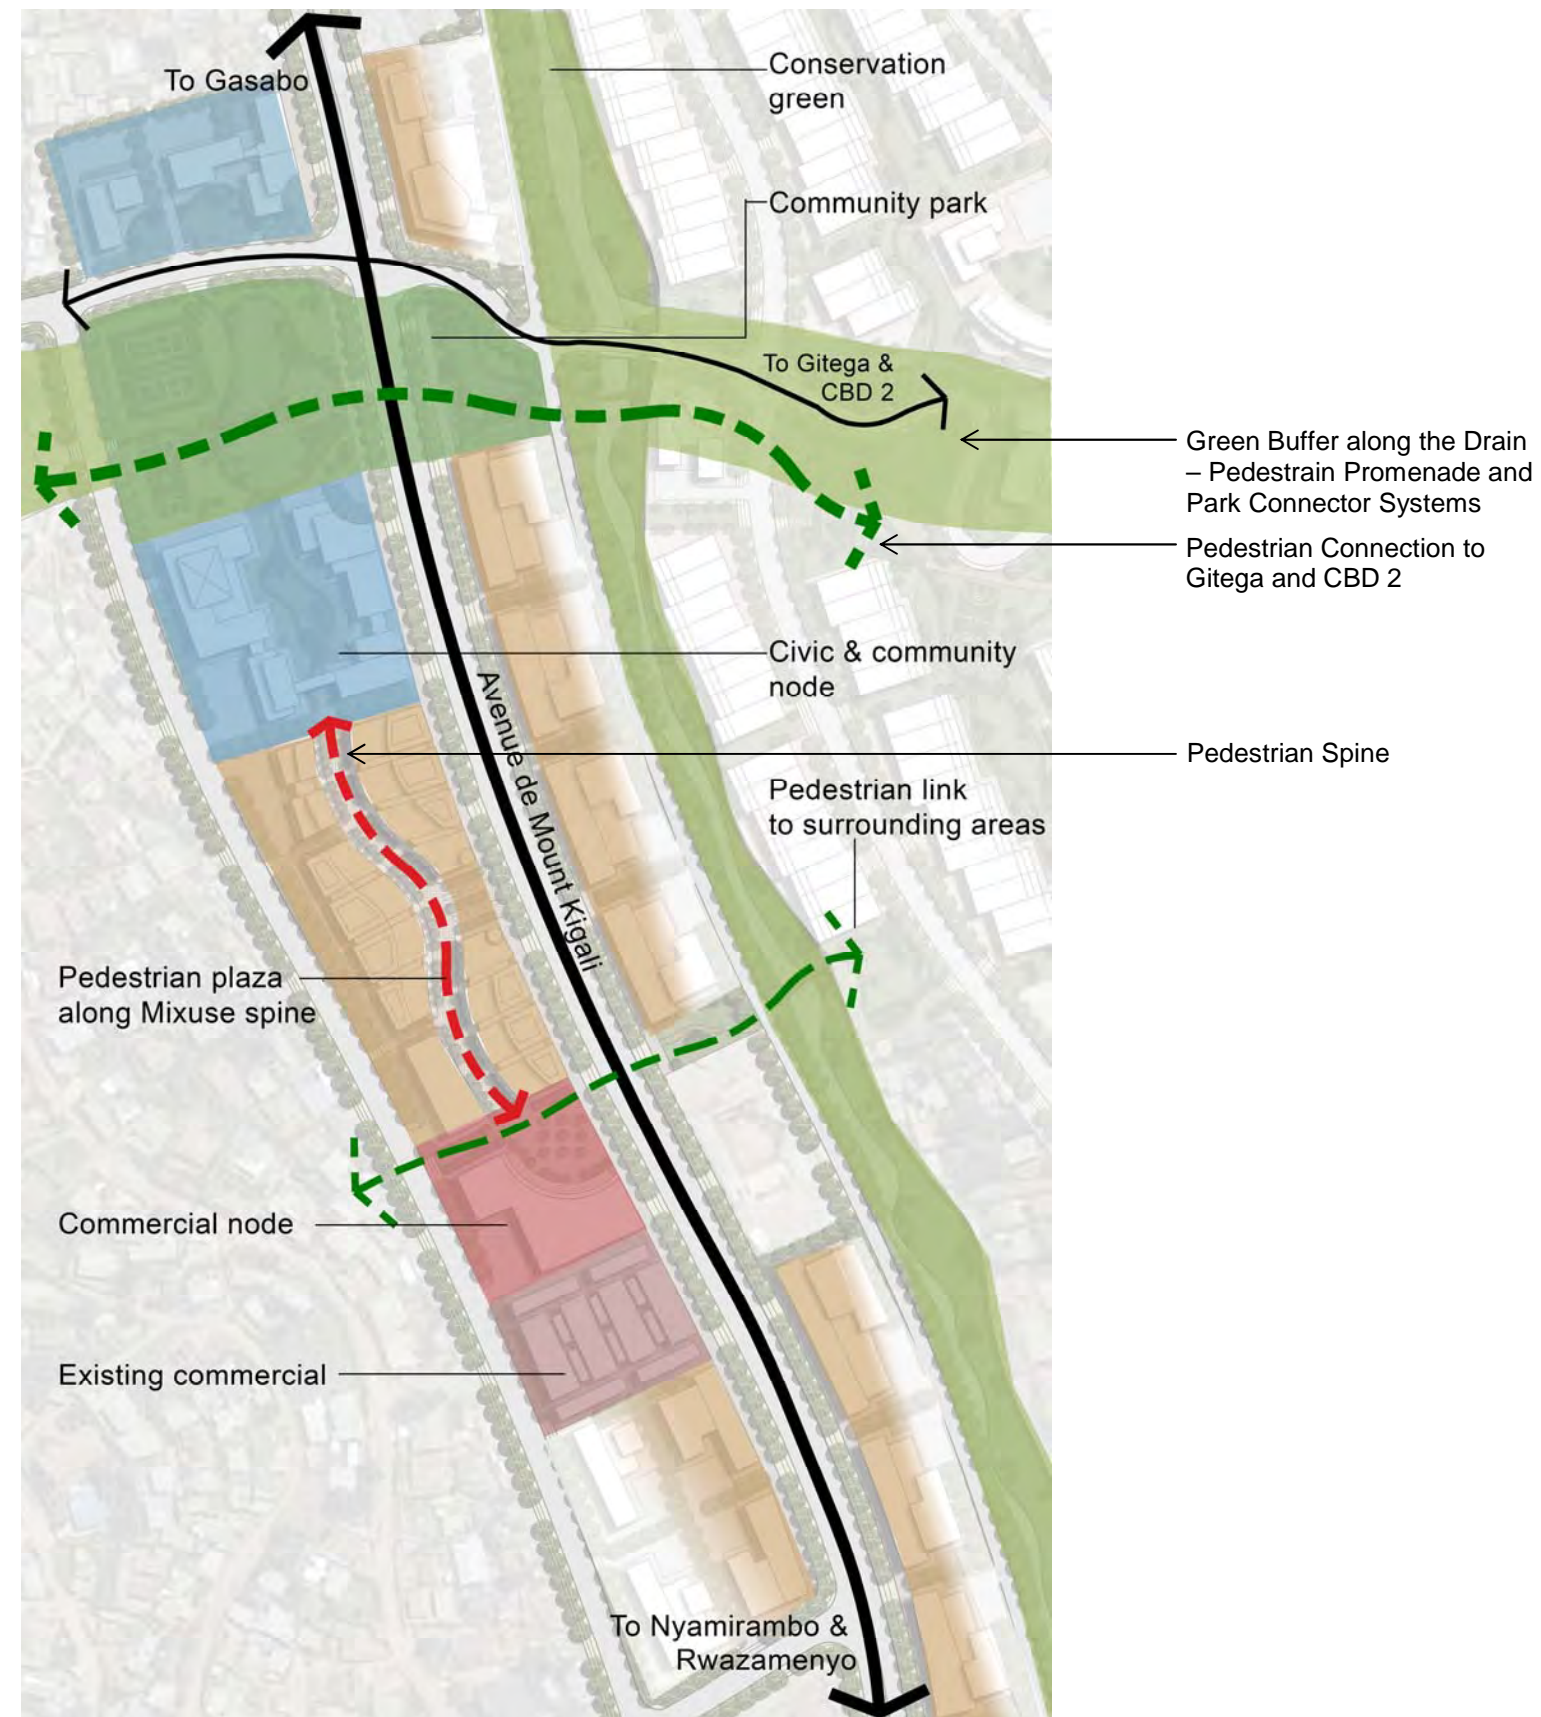 To Gasabo
Conservation
green
Community park
To Gitega &
CBD 2
Green Buffer along the Drain
– Pedestrain Promenade and
Park Connector Systems
Pedestrian Connection to
Gitega and CBD 2
Civic & community
node
Avenue de Mount Kigali
Pedestrian Spine
Pedestrian link
to surrounding areas
Pedestrian plaza
along Mixuse spine
Commercial node
Existing commercial
To Nyamirambo &
Rwazamenyo